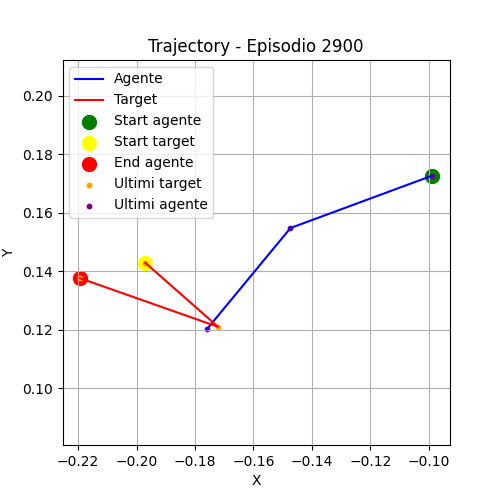 Trajectory - Episodio 2900
Agente
Target
Start agente
Start target
End agente
Ultimi target
Ultimi agente
0.20
0.18
0.16
0.14
0.12
0.10
Y
−0.22 −0.20 −0.18 −0.16 −0.14 −0.12 −0.10
X